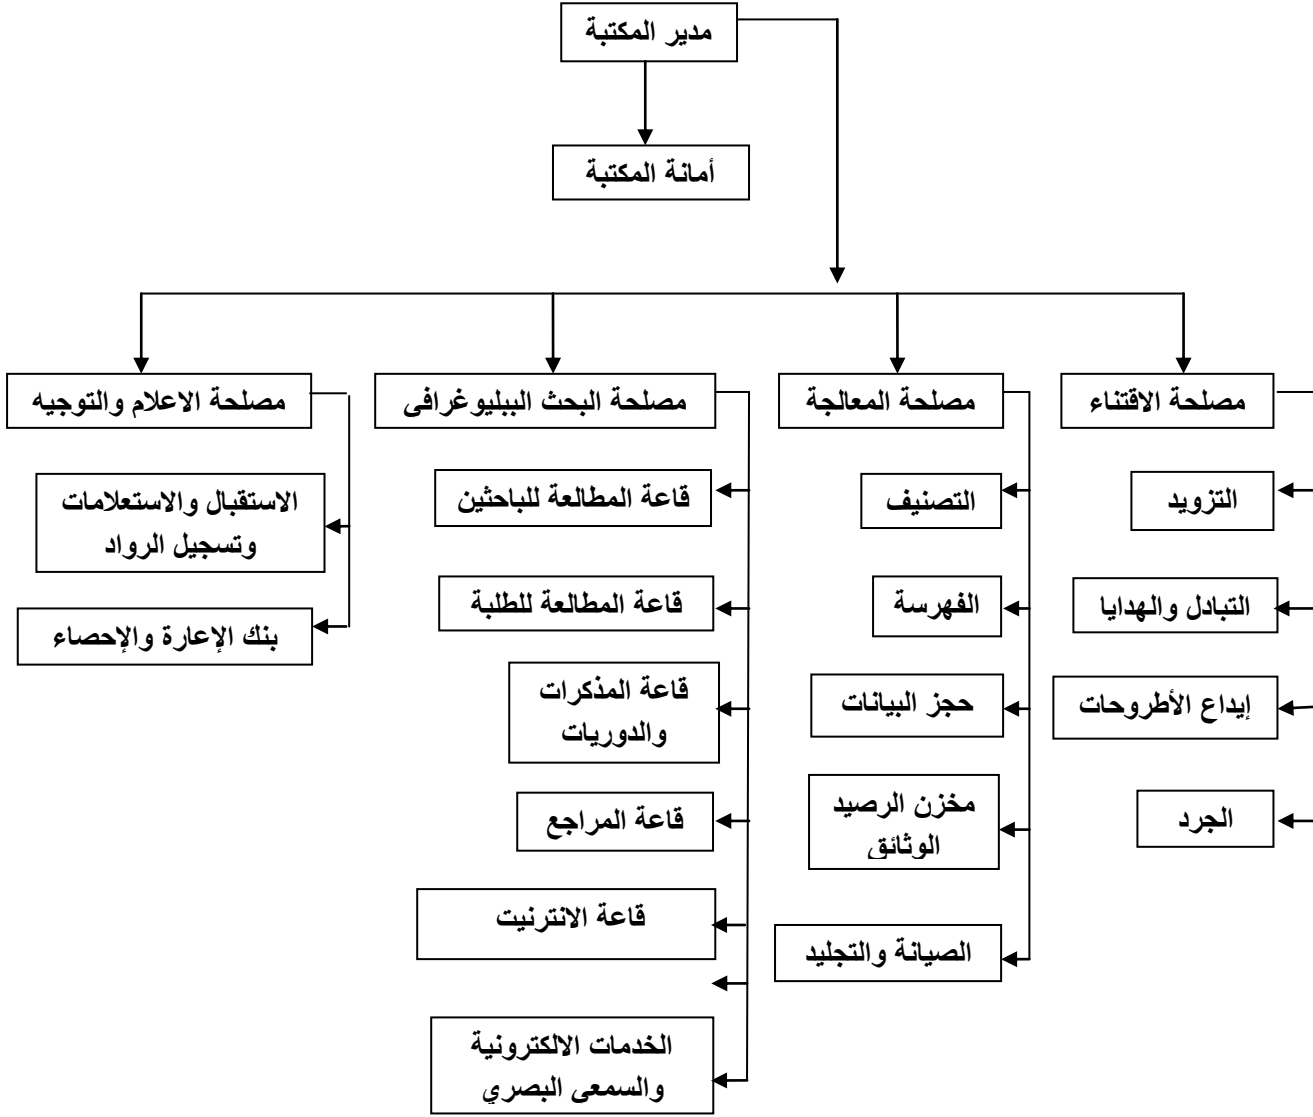 مدير المكتبة
أمانة المكتبة
مصلحة الاقتناء
مصلحة المعالجة
مصلحة البحث الببليوغرافى
مصلحة الاعلام والتوجيه
التزويد
التبادل والهدايا
إيداع الأطروحات
الجرد
التصنيف
الفهرسة
حجز البيانات
مخزن الرصيد
الوثائق
الصيانة والتجليد
قاعة المطالعة للباحثين
قاعة المطالعة للطلبة
قاعة المذكرات
والدوريات
قاعة المراجع
قاعة الانترنيت
الخدمات الالكترونية
والسمعى البصري
الاستقبال والاستعلامات
وتسجيل الرواد
بنك الإعارة والإحصاء